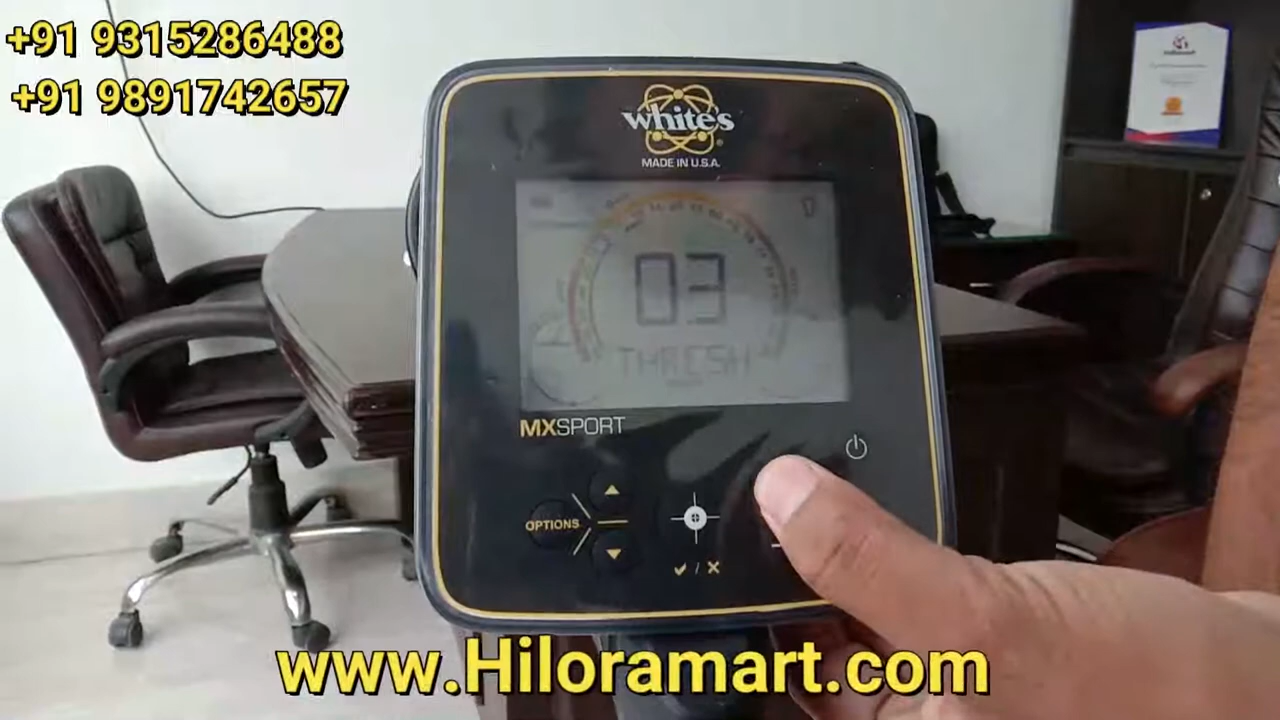 +91 9315286488
+91 9891742657
White's
MADE IN U.S.A.
03
THRESH
MXSPORT
OPTIONS
www.Hiloramart.com